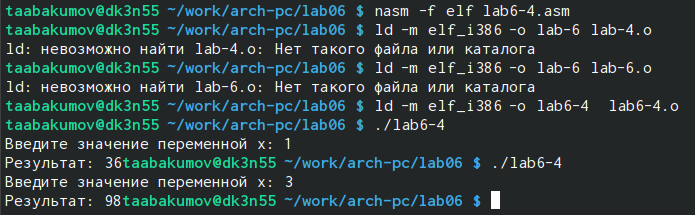 taabakumov@dk3n55 ~/work/arch-pc/lab06 $ nasm -f elf lab6-4.asm
taabakumov@dk3n55 ~/work/arch-pc/lab06 $ ld -m elf_i386 -o lab-6 lab-4.o
ld: невозможно найти lab-4.o: Нет такого файла или каталога
taabakumov@dk3n55 ~/work/arch-pc/lab06 $ ld -m elf_i386 -o lab-6 lab-6.o
ld: невозможно найти lab-6.o: Нет такого файла или каталога
taabakumov@dk3n55 ~/work/arch-pc/lab06 $ ld -m elf_i386 -o lab6-4  lab6-4.o
taabakumov@dk3n55 ~/work/arch-pc/lab06 $ ./lab6-4
Введите значение переменной x: 1
Результат: 36taabakumov@dk3n55 ~/work/arch-pc/lab06 $ ./lab6-4
Введите значение переменной x: 3
Результат: 98taabakumov@dk3n55 ~/work/arch-pc/lab06 $